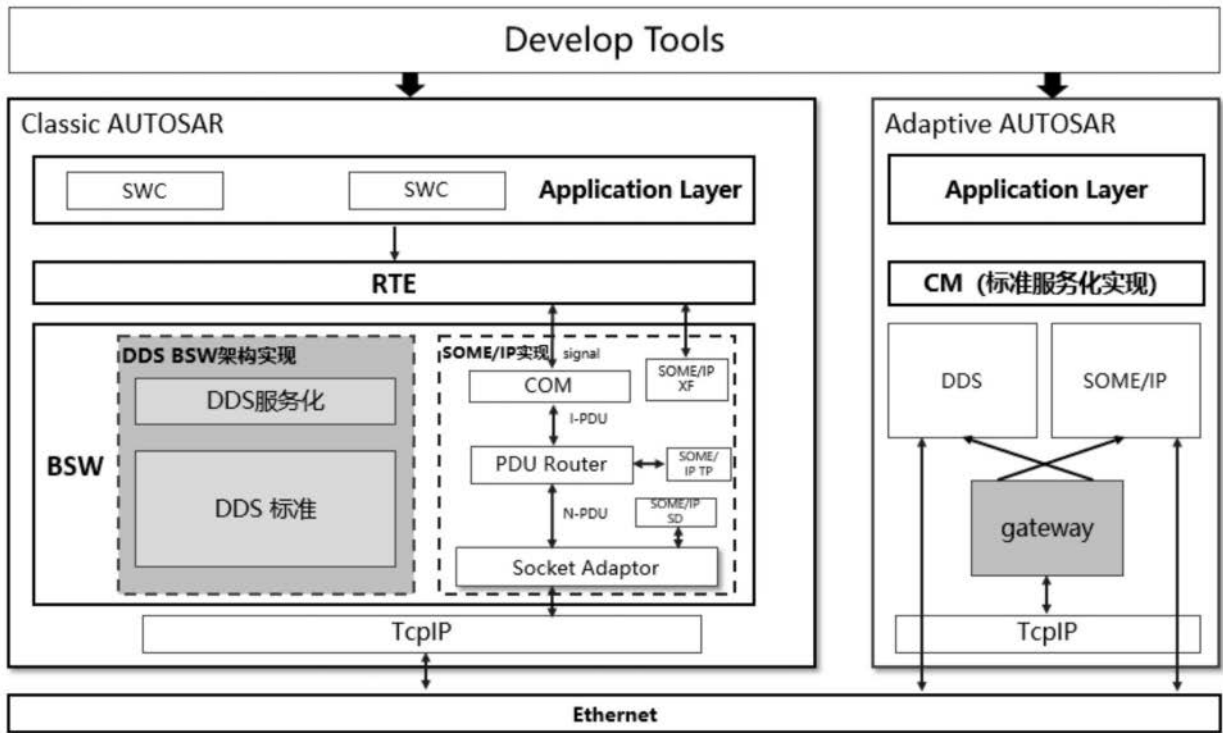 Develop Tools
Classic AUTOSAR
SWC
SWC
Application Layer
RTE
BSW
DDS BSW架构实现
DDS服务化
DDS 标准
SOME/IP实现
signal
COM
SOME/IP
XF
I-PDU
PDU Router
SOME/
IP TP
N-PDU
SOME/IP
SD
Socket Adaptor
TcpIP
Adaptive AUTOSAR
Application Layer
CM (标准服务化实现)
DDS
SOME/IP
gateway
TcpIP
Ethernet